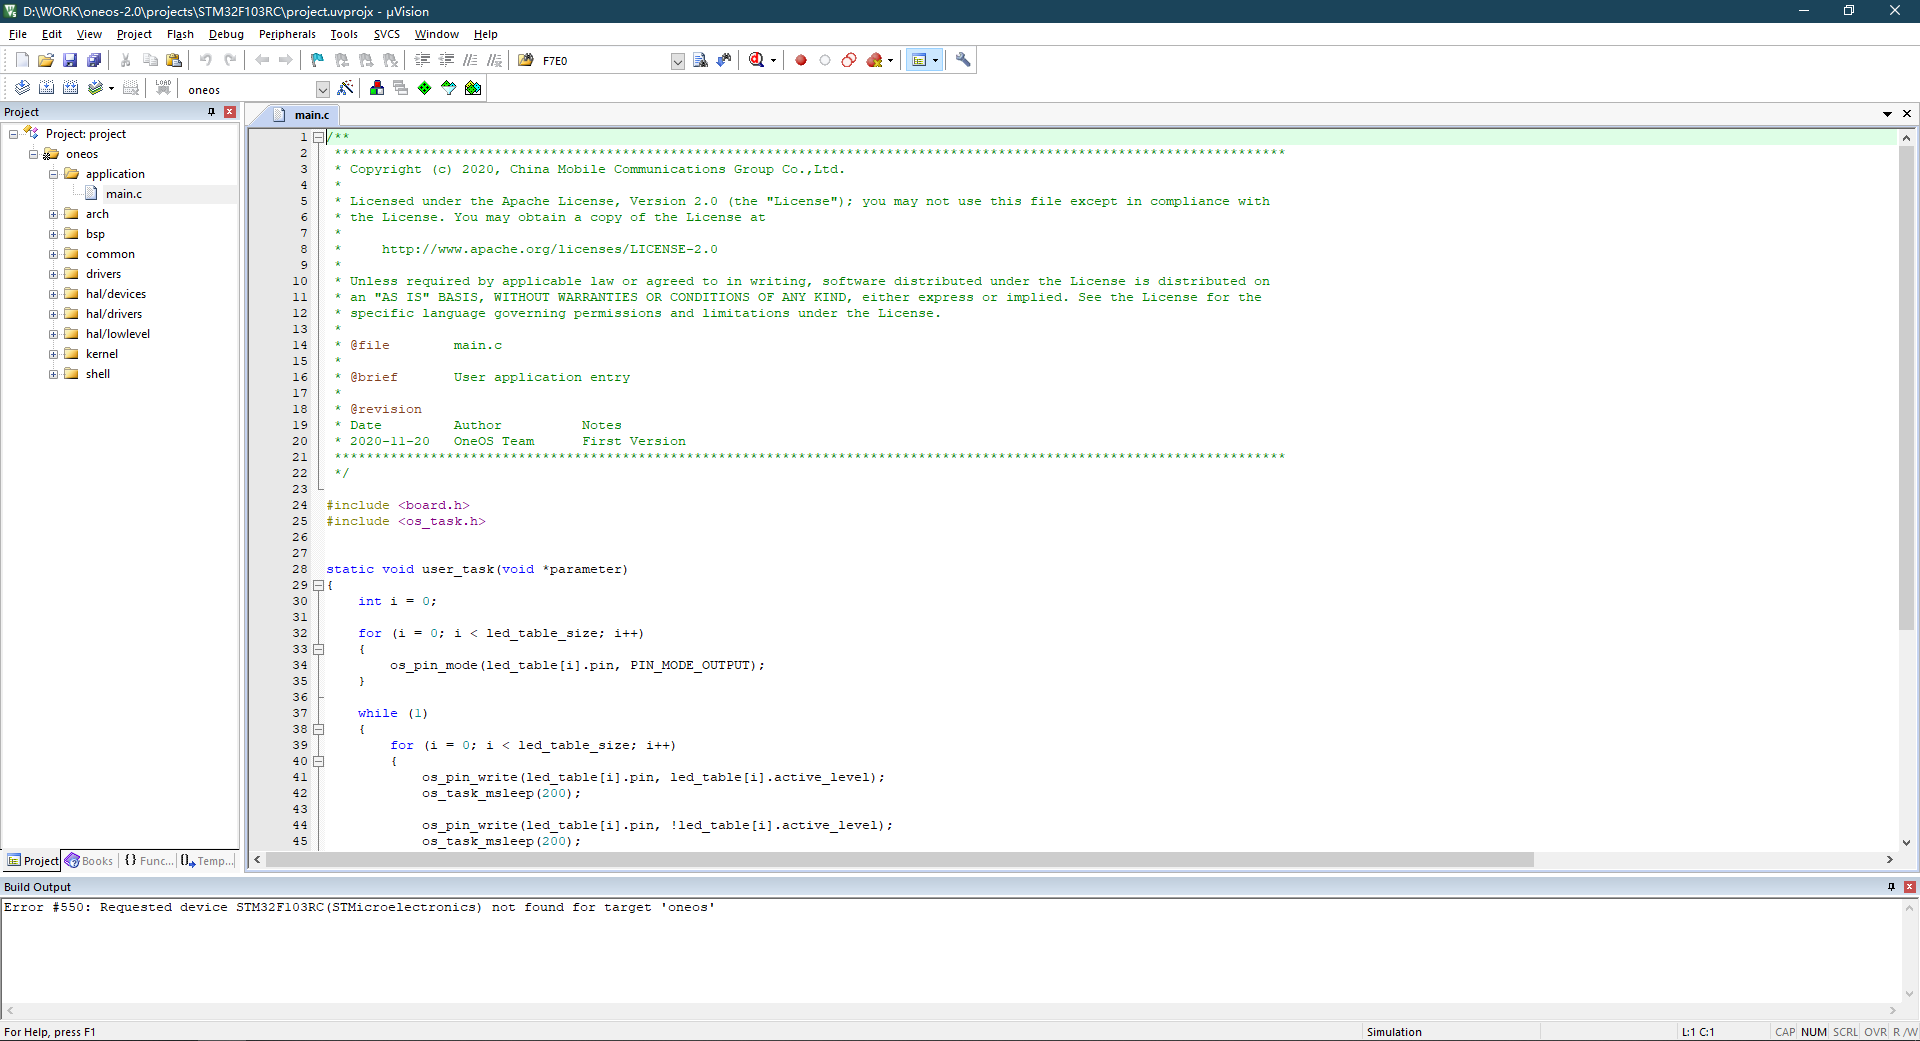 D:\WORK\oneos-2.0\projects\STM32F103RC\project.uvprojx - µVision
File Edit View Project Flash Debug Peripherals Tools SVCS Window Help
F7E0
LOAD
oneos
Project
Project: project
oneos
application
main.c
arch
bsp
common
drivers
hal/devices
hal/drivers
hal/lowlevel
kernel
shell
Project Books {} Func... Temp...
main.c
1 /**
2 ***********************************************************************************************************************
3 * Copyright (c) 2020, China Mobile Communications Group Co.,Ltd.
4 *
5 * Licensed under the Apache License, Version 2.0 (the "License"); you may not use this file except in compliance with
6 * the License. You may obtain a copy of the License at
7 *
8 * http://www.apache.org/licenses/LICENSE-2.0
9 *
10 * Unless required by applicable law or agreed to in writing, software distributed under the License is distributed on
11 * an "AS IS" BASIS, WITHOUT WARRANTIES OR CONDITIONS OF ANY KIND, either express or implied. See the License for the
12 * specific language governing permissions and limitations under the License.
13 *
14 * @file main.c
15 *
16 * @brief User application entry
17 *
18 * @revision
19 * Date Author Notes
20 * 2020-11-20 OneOS Team First Version
21 ***********************************************************************************************************************
22 */
23
24 #include <board.h>
25 #include <os_task.h>
26
27
28 static void user_task(void *parameter)
29 {
30 int i = 0;
31
32 for (i = 0; i < led_table_size; i++)
33 {
34 os_pin_mode(led_table[i].pin, PIN_MODE_OUTPUT);
35 }
36
37 while (1)
38 {
39 for (i = 0; i < led_table_size; i++)
40 {
41 os_pin_write(led_table[i].pin, led_table[i].active_level);
42 os_task_msleep(200);
43
44 os_pin_write(led_table[i].pin, !led_table[i].active_level);
45 os_task_msleep(200);
Build Output
Error #550: Requested device STM32F103RC(STMicroelectronics) not found for target 'oneos'
For Help, press F1 Simulation L:1 C:1 CAP NUM SCRL OVR R/W